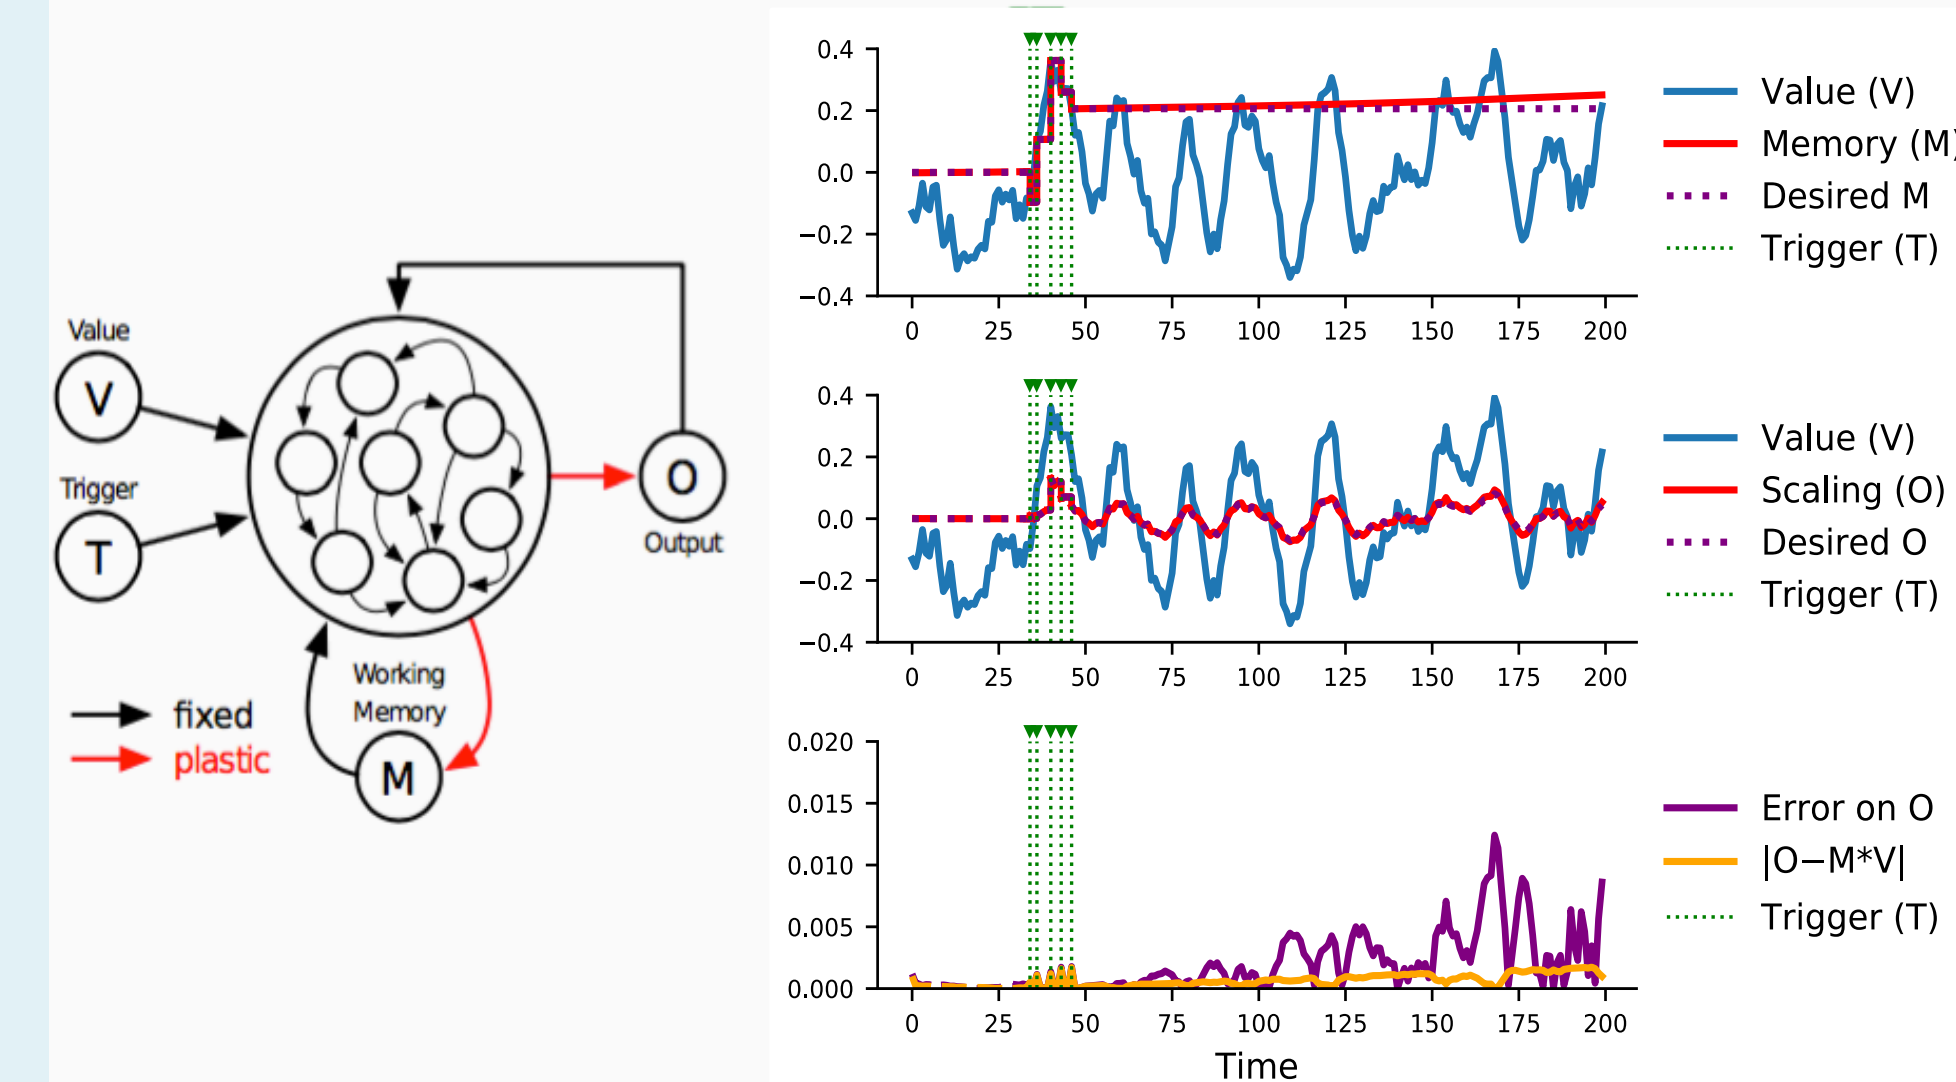 Value
V
Trigger
T
O
Output
Working
Memory
M
fixed
plastic
0.4
0.2
0.0
−0.2
−0.4
0 25 50 75 100 125 150 175 200
Value (V)
Memory (M)
Desired M
Trigger (T)
0.4
0.2
0.0
−0.2
−0.4
0 25 50 75 100 125 150 175 200
Value (V)
Scaling (O)
Desired O
Trigger (T)
0.020
0.015
0.010
0.005
0.000
0 25 50 75 100 125 150 175 200
Time
Error on O
|O−M*V|
Trigger (T)